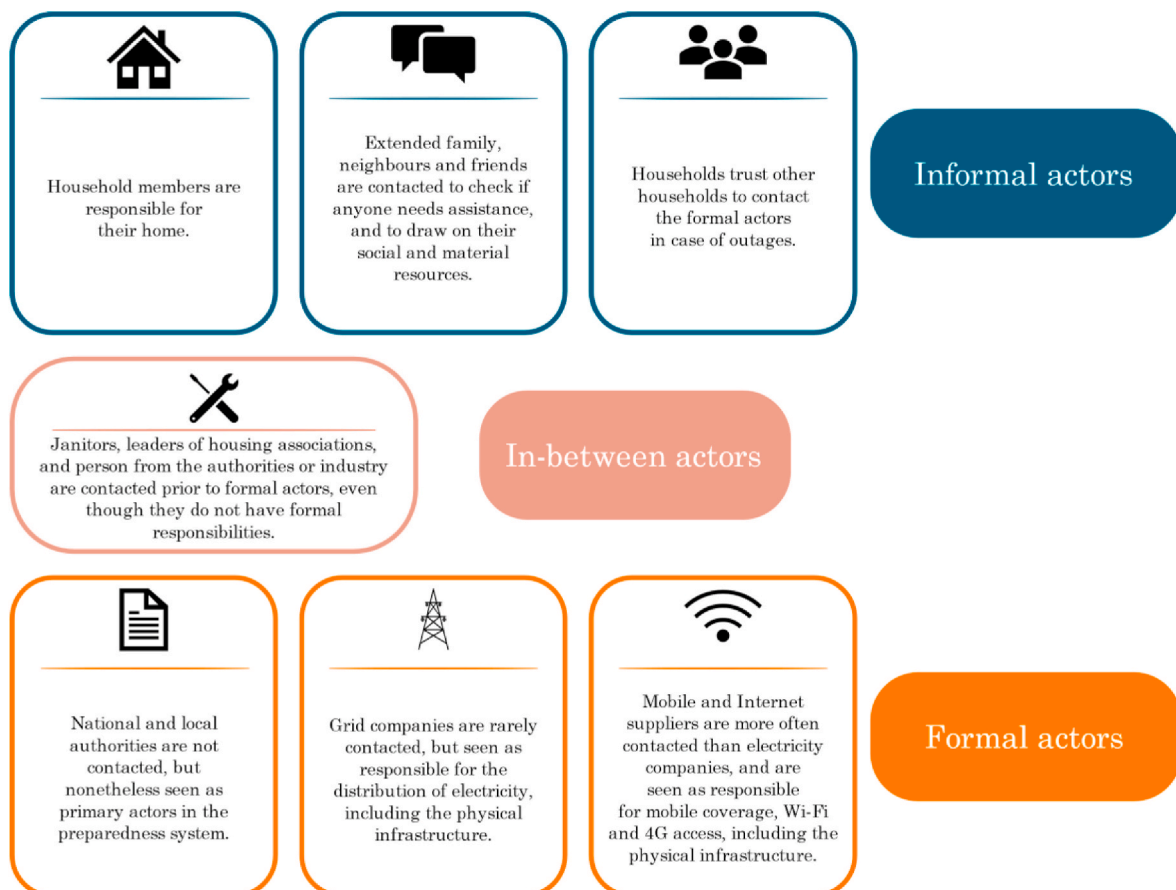 Household members are
responsible for
their home.
Extended family,
neighbours and friends
are contacted to check if
anyone needs assistance,
and to draw on their
social and material
resources.
Households trust other
households to contact
the formal actors
in case of outages.
Informal actors
Janitors, leaders of housing associations,
and person from the authorities or industry
are contacted prior to formal actors, even
though they do not have formal
responsibilities.
In-between actors
National and local
authorities are not
contacted, but
nonetheless seen as
primary actors in the
preparedness system.
Grid companies are rarely
contacted, but seen as
responsible for the
distribution of electricity,
including the physical
infrastructure.
Mobile and Internet
suppliers are more often
contacted than electricity
companies, and are
seen as responsible
for mobile coverage, Wi-Fi
and 4G access, including the
physical infrastructure.
Formal actors